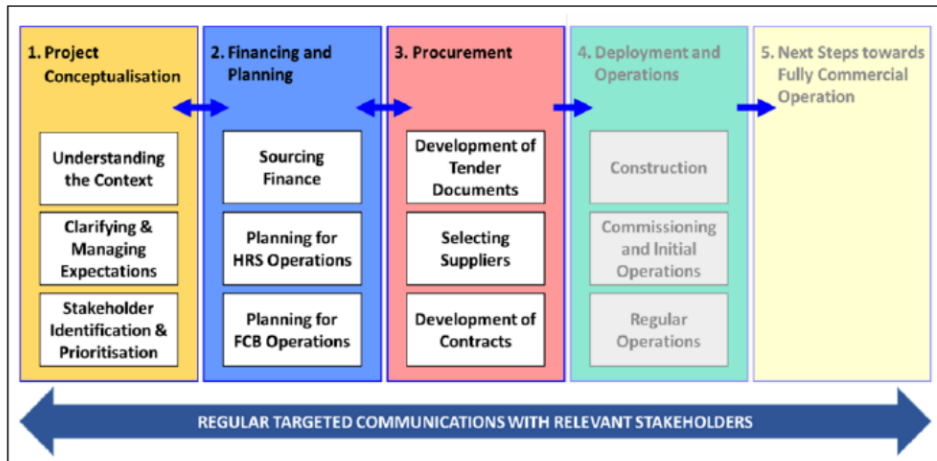 1. Project
Conceptualisation
Understanding
the Context
Clarifying &
Managing
Expectations
Stakeholder
Identification &
Prioritisation
2. Financing and
Planning
Sourcing
Finance
Planning for
HRS Operations
Planning for
FCB Operations
3. Procurement
Development of
Tender
Documents
Selecting
Suppliers
Development of
Contracts
4. Deployment and
Operations
Construction
Commissioning
and Initial
Operations
Regular
Operations
5. Next Steps towards
Fully Commercial
Operation
REGULAR TARGETED COMMUNICATIONS WITH RELEVANT STAKEHOLDERS